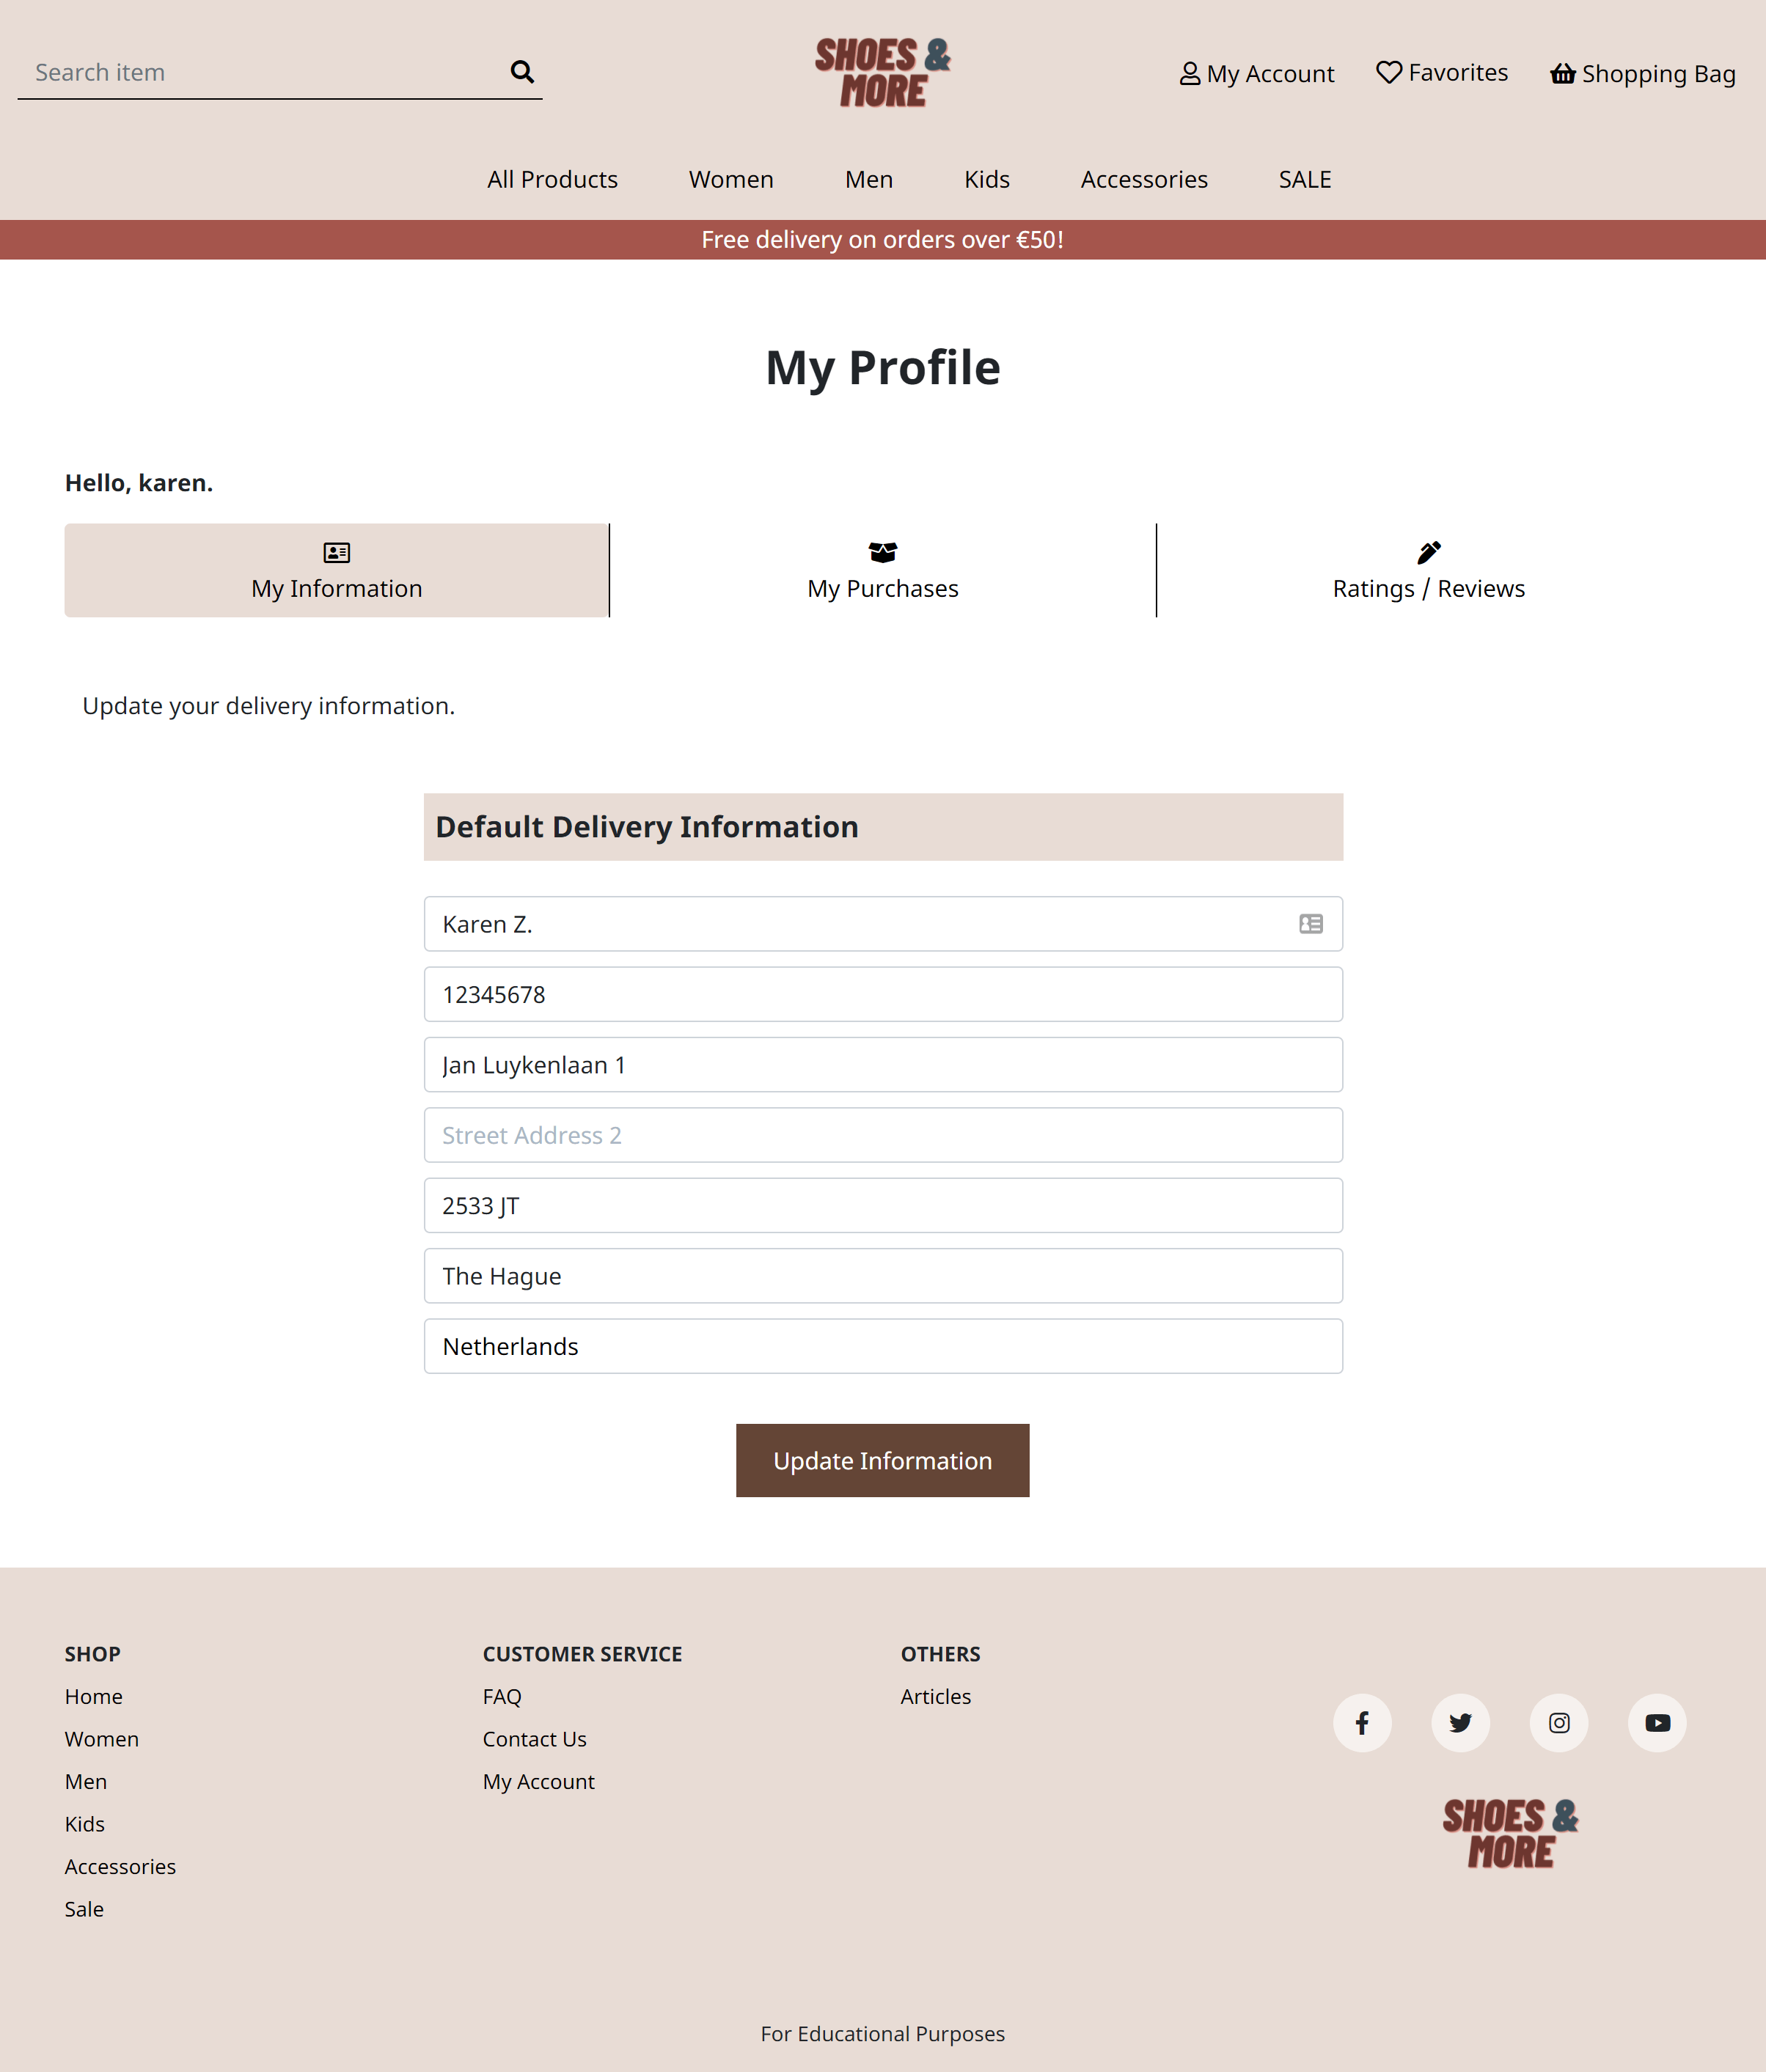 Search item
SHOES &
MORE
My Account Favorites Shopping Bag
All Products Women Men Kids Accessories SALE
Free delivery on orders over €50!
My Profile
Hello, karen.
My Information My Purchases Ratings / Reviews
Update your delivery information.
Default Delivery Information
Karen Z.
12345678
Jan Luykenlaan 1
Street Address 2
2533 JT
The Hague
Netherlands
Update Information
SHOP
Home
Women
Men
Kids
Accessories
Sale
CUSTOMER SERVICE
FAQ
Contact Us
My Account
OTHERS
Articles
SHOES &
MORE
For Educational Purposes